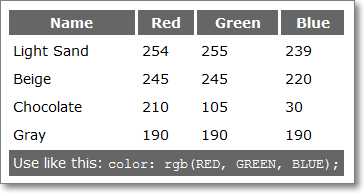 Name Red Green Blue
Light Sand 254 255 239
Beige 245 245 220
Chocolate 210 105 30
Gray 190 190 190
Use like this: color: rgb(RED, GREEN, BLUE);